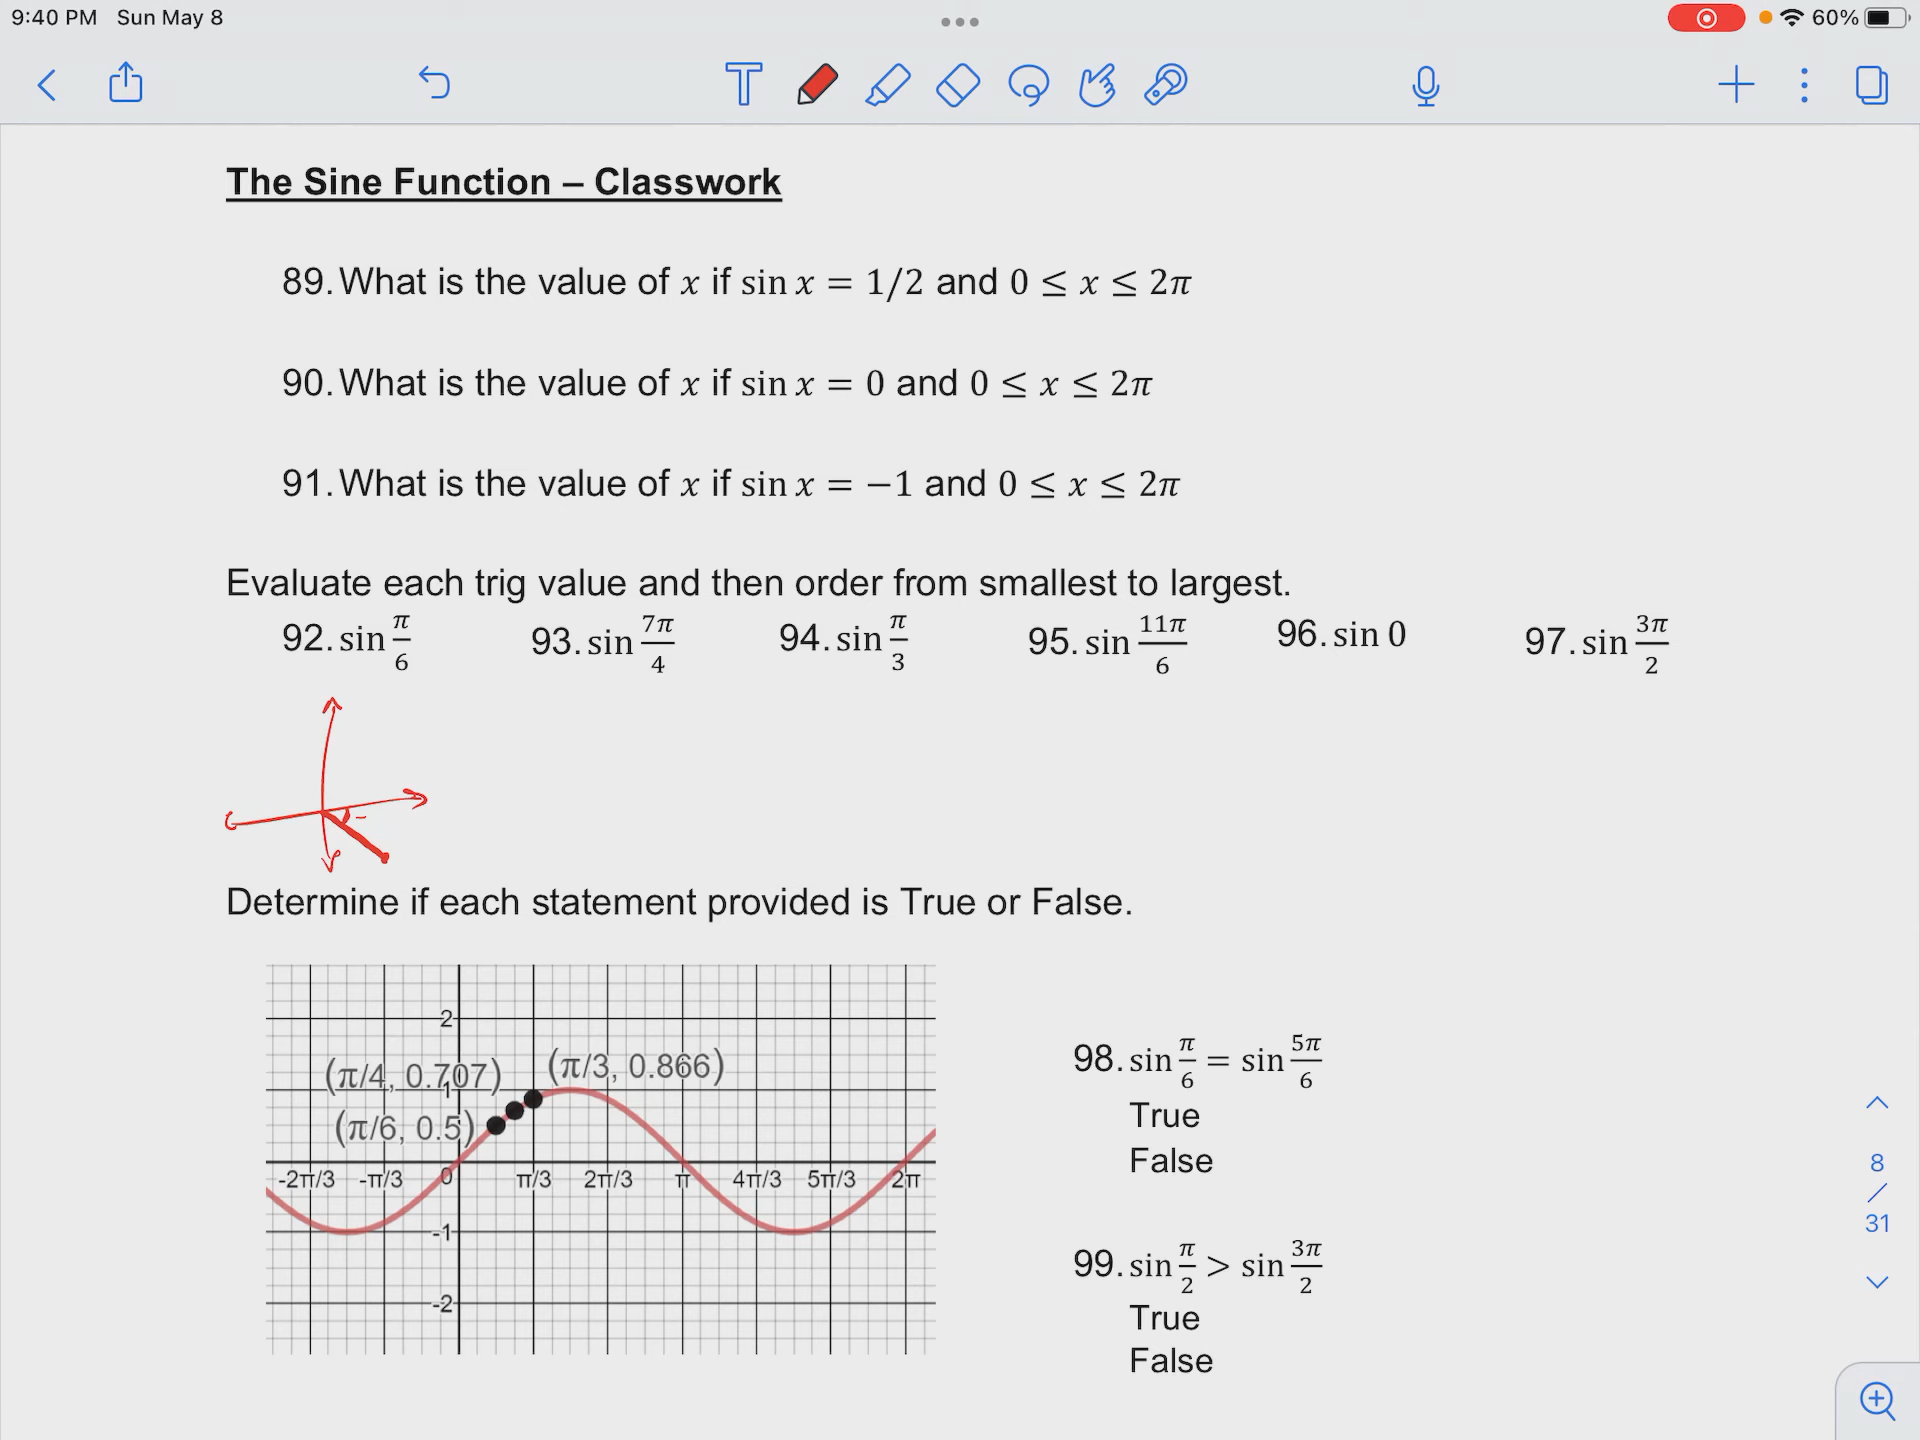 9:40 PM Sun May 8
60%
The Sine Function – Classwork
89. What is the value of x if sin x = 1/2 and 0 ≤ x ≤ 2π
90. What is the value of x if sin x = 0 and 0 ≤ x ≤ 2π
91. What is the value of x if sin x = −1 and 0 ≤ x ≤ 2π
Evaluate each trig value and then order from smallest to largest.
92. sin π/6 93. sin 7π/4 94. sin π/3 95. sin 11π/6 96. sin 0 97. sin 3π/2
Determine if each statement provided is True or False.
2
(π/4, 0.707) (π/3, 0.866)
1
(π/6, 0.5)
-2π/3 -π/3 0 π/3 2π/3 π 4π/3 5π/3 2π
-1
-2
98. sin π/6 = sin 5π/6
True
False
99. sin π/2 > sin 3π/2
True
False
8
/
31